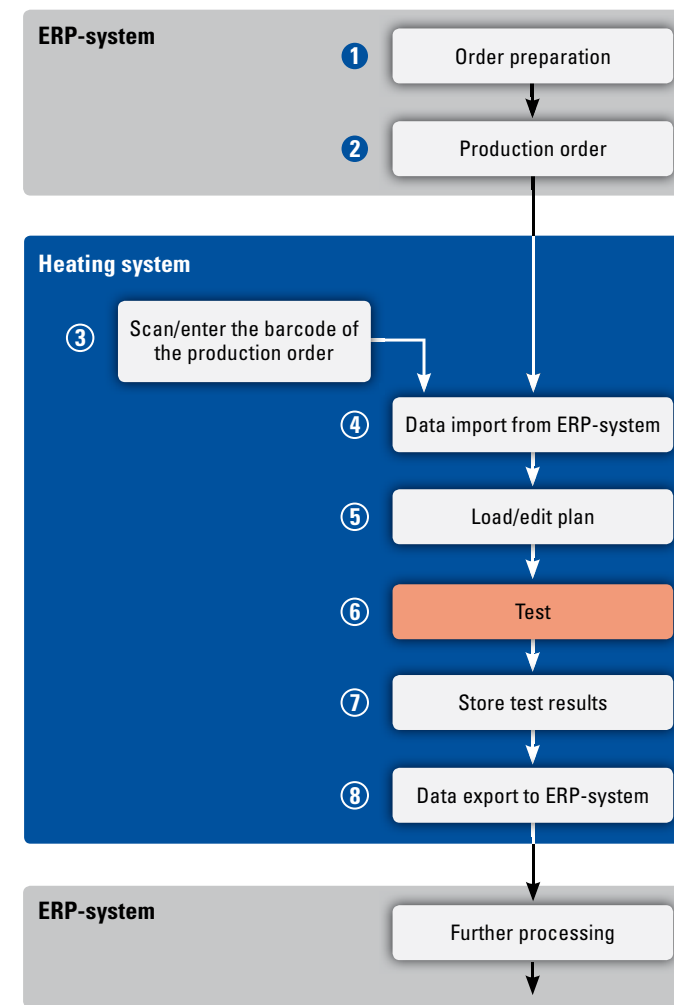 ERP-system
1 Order preparation
2 Production order
Heating system
3 Scan/enter the barcode of
the production order
4 Data import from ERP-system
5 Load/edit plan
6 Test
7 Store test results
8 Data export to ERP-system
ERP-system
Further processing